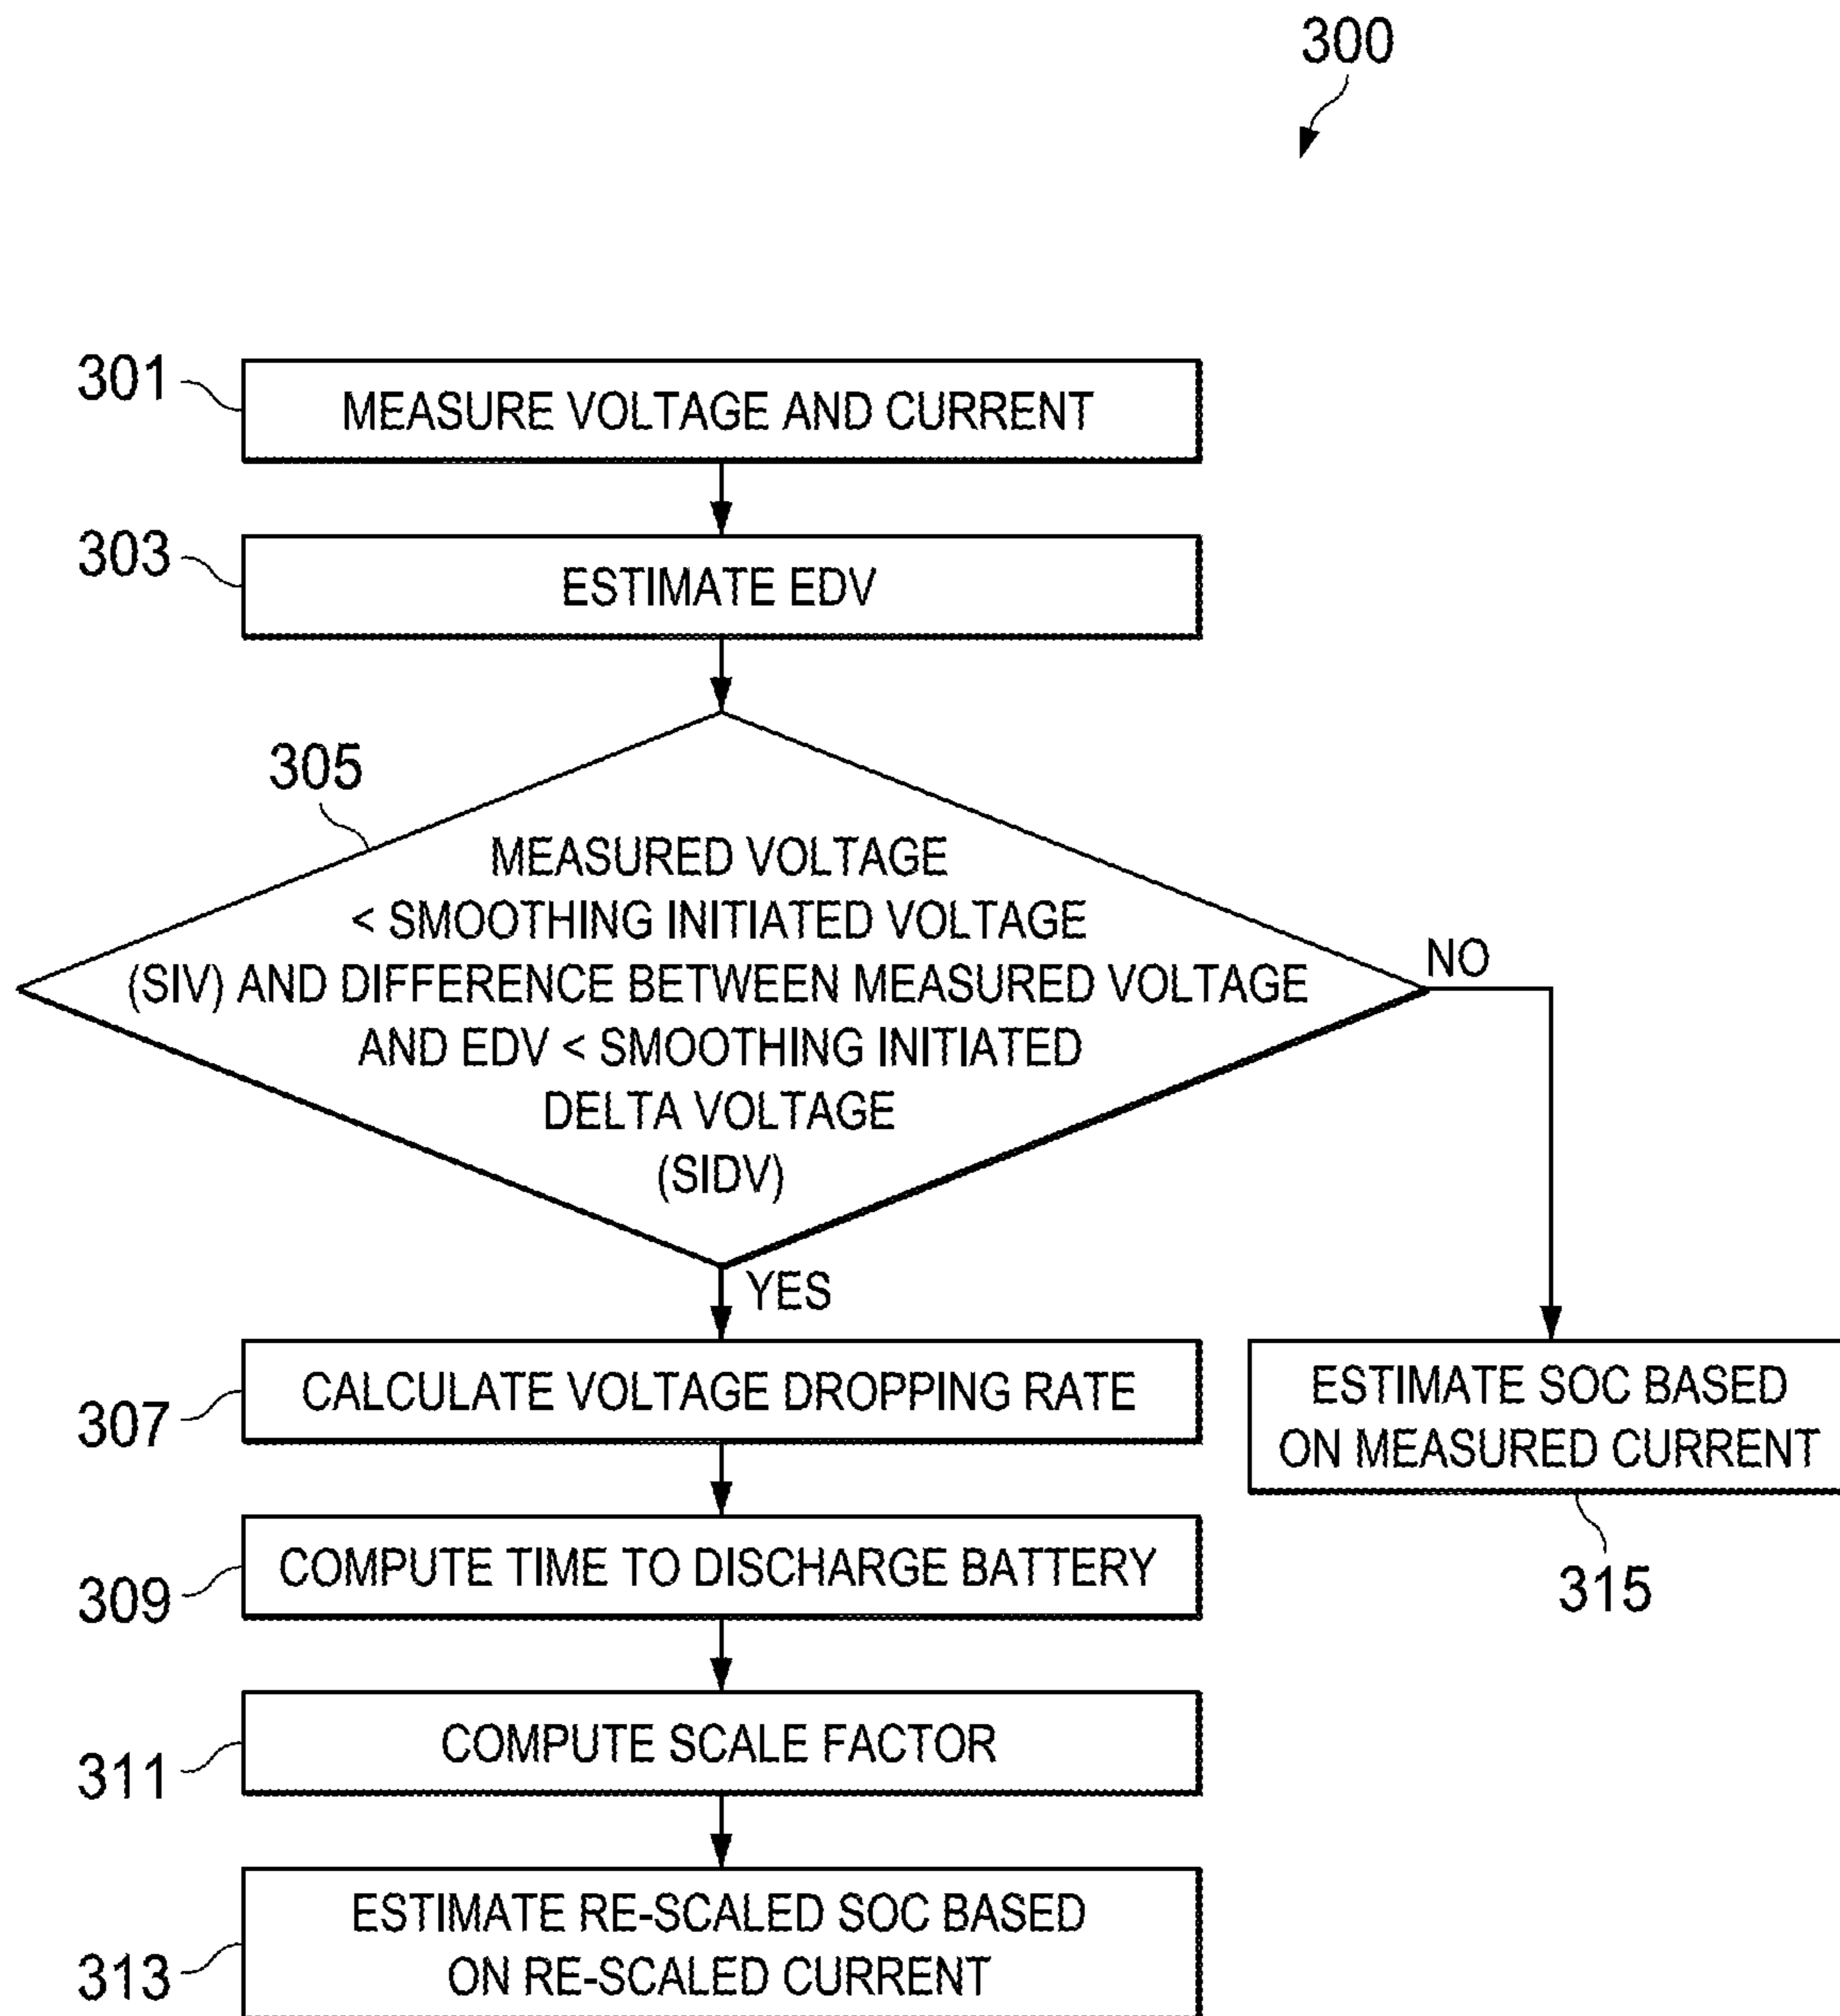 300
301
MEASURE VOLTAGE AND CURRENT
303
ESTIMATE EDV
305
MEASURED VOLTAGE
< SMOOTHING INITIATED VOLTAGE
(SIV) AND DIFFERENCE BETWEEN MEASURED VOLTAGE
AND EDV < SMOOTHING INITIATED
DELTA VOLTAGE
(SIDV)
NO
YES
307
CALCULATE VOLTAGE DROPPING RATE
ESTIMATE SOC BASED
ON MEASURED CURRENT
315
309
COMPUTE TIME TO DISCHARGE BATTERY
311
COMPUTE SCALE FACTOR
313
ESTIMATE RE-SCALED SOC BASED
ON RE-SCALED CURRENT